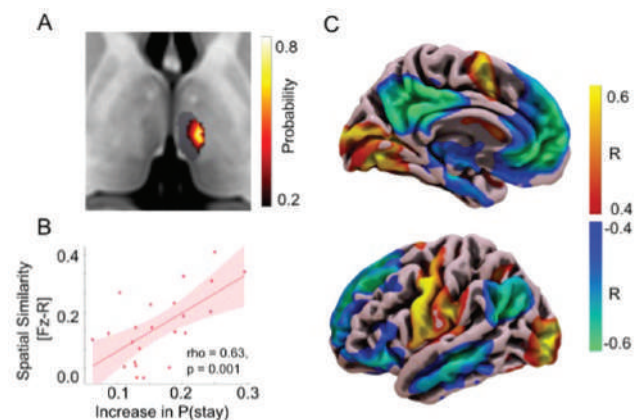 A
0.8
Probability
0.2
B
0.4
0.2
0.0
Spatial Similarity
[Fz-R]
rho = 0.63,
p = 0.001
0.1
0.2
0.3
Increase in P(stay)
C
0.6
R
0.4
-0.4
R
-0.6